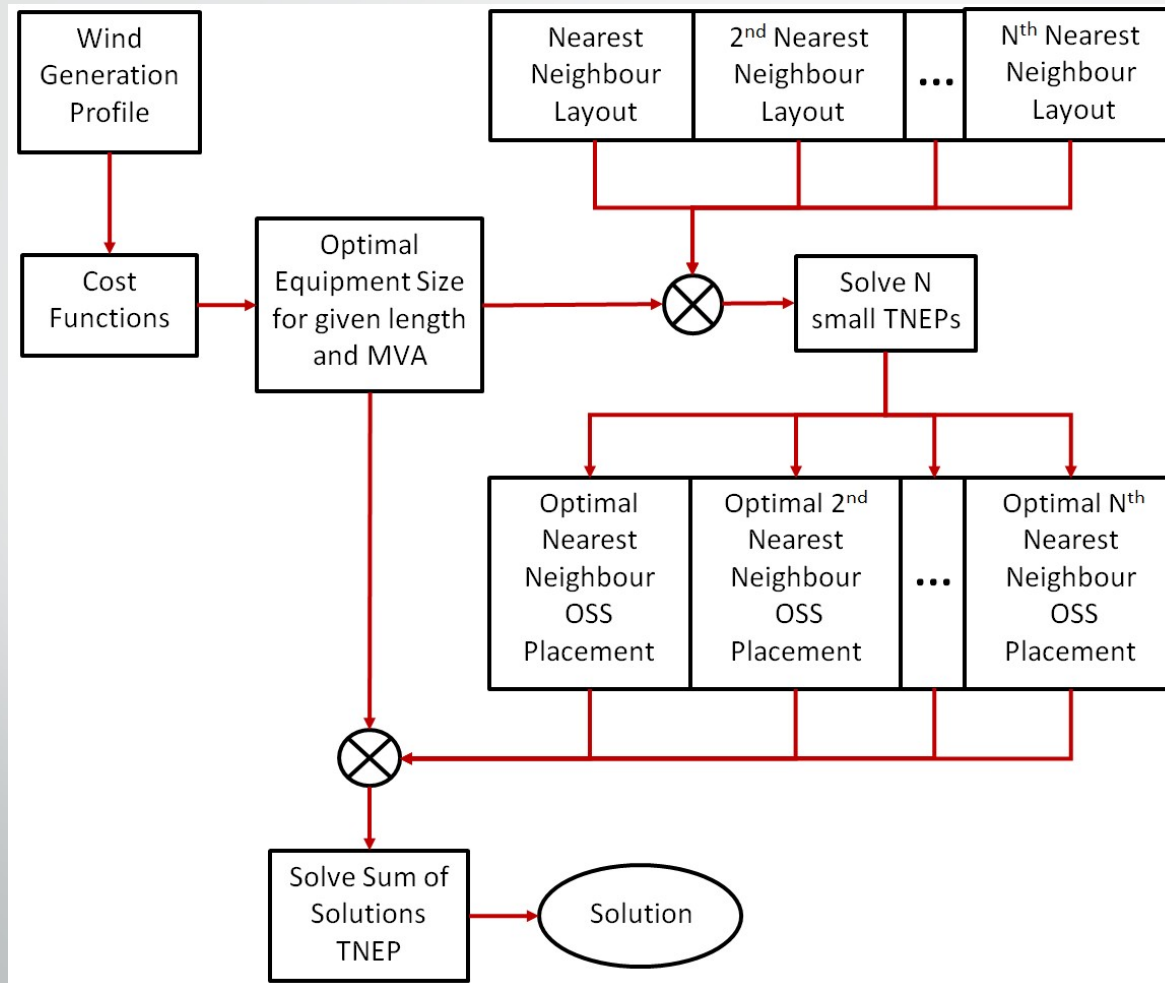 Wind
Generation
Profile
Nearest
Neighbour
Layout
2nd Nearest
Neighbour
Layout
...
Nth Nearest
Neighbour
Layout
Cost
Functions
Optimal
Equipment Size
for given length
and MVA
Solve N
small TNEPs
Optimal
Nearest
Neighbour
OSS
Placement
Optimal 2nd
Nearest
Neighbour
OSS
Placement
...
Optimal Nth
Nearest
Neighbour
OSS
Placement
Solve Sum of
Solutions
TNEP
Solution